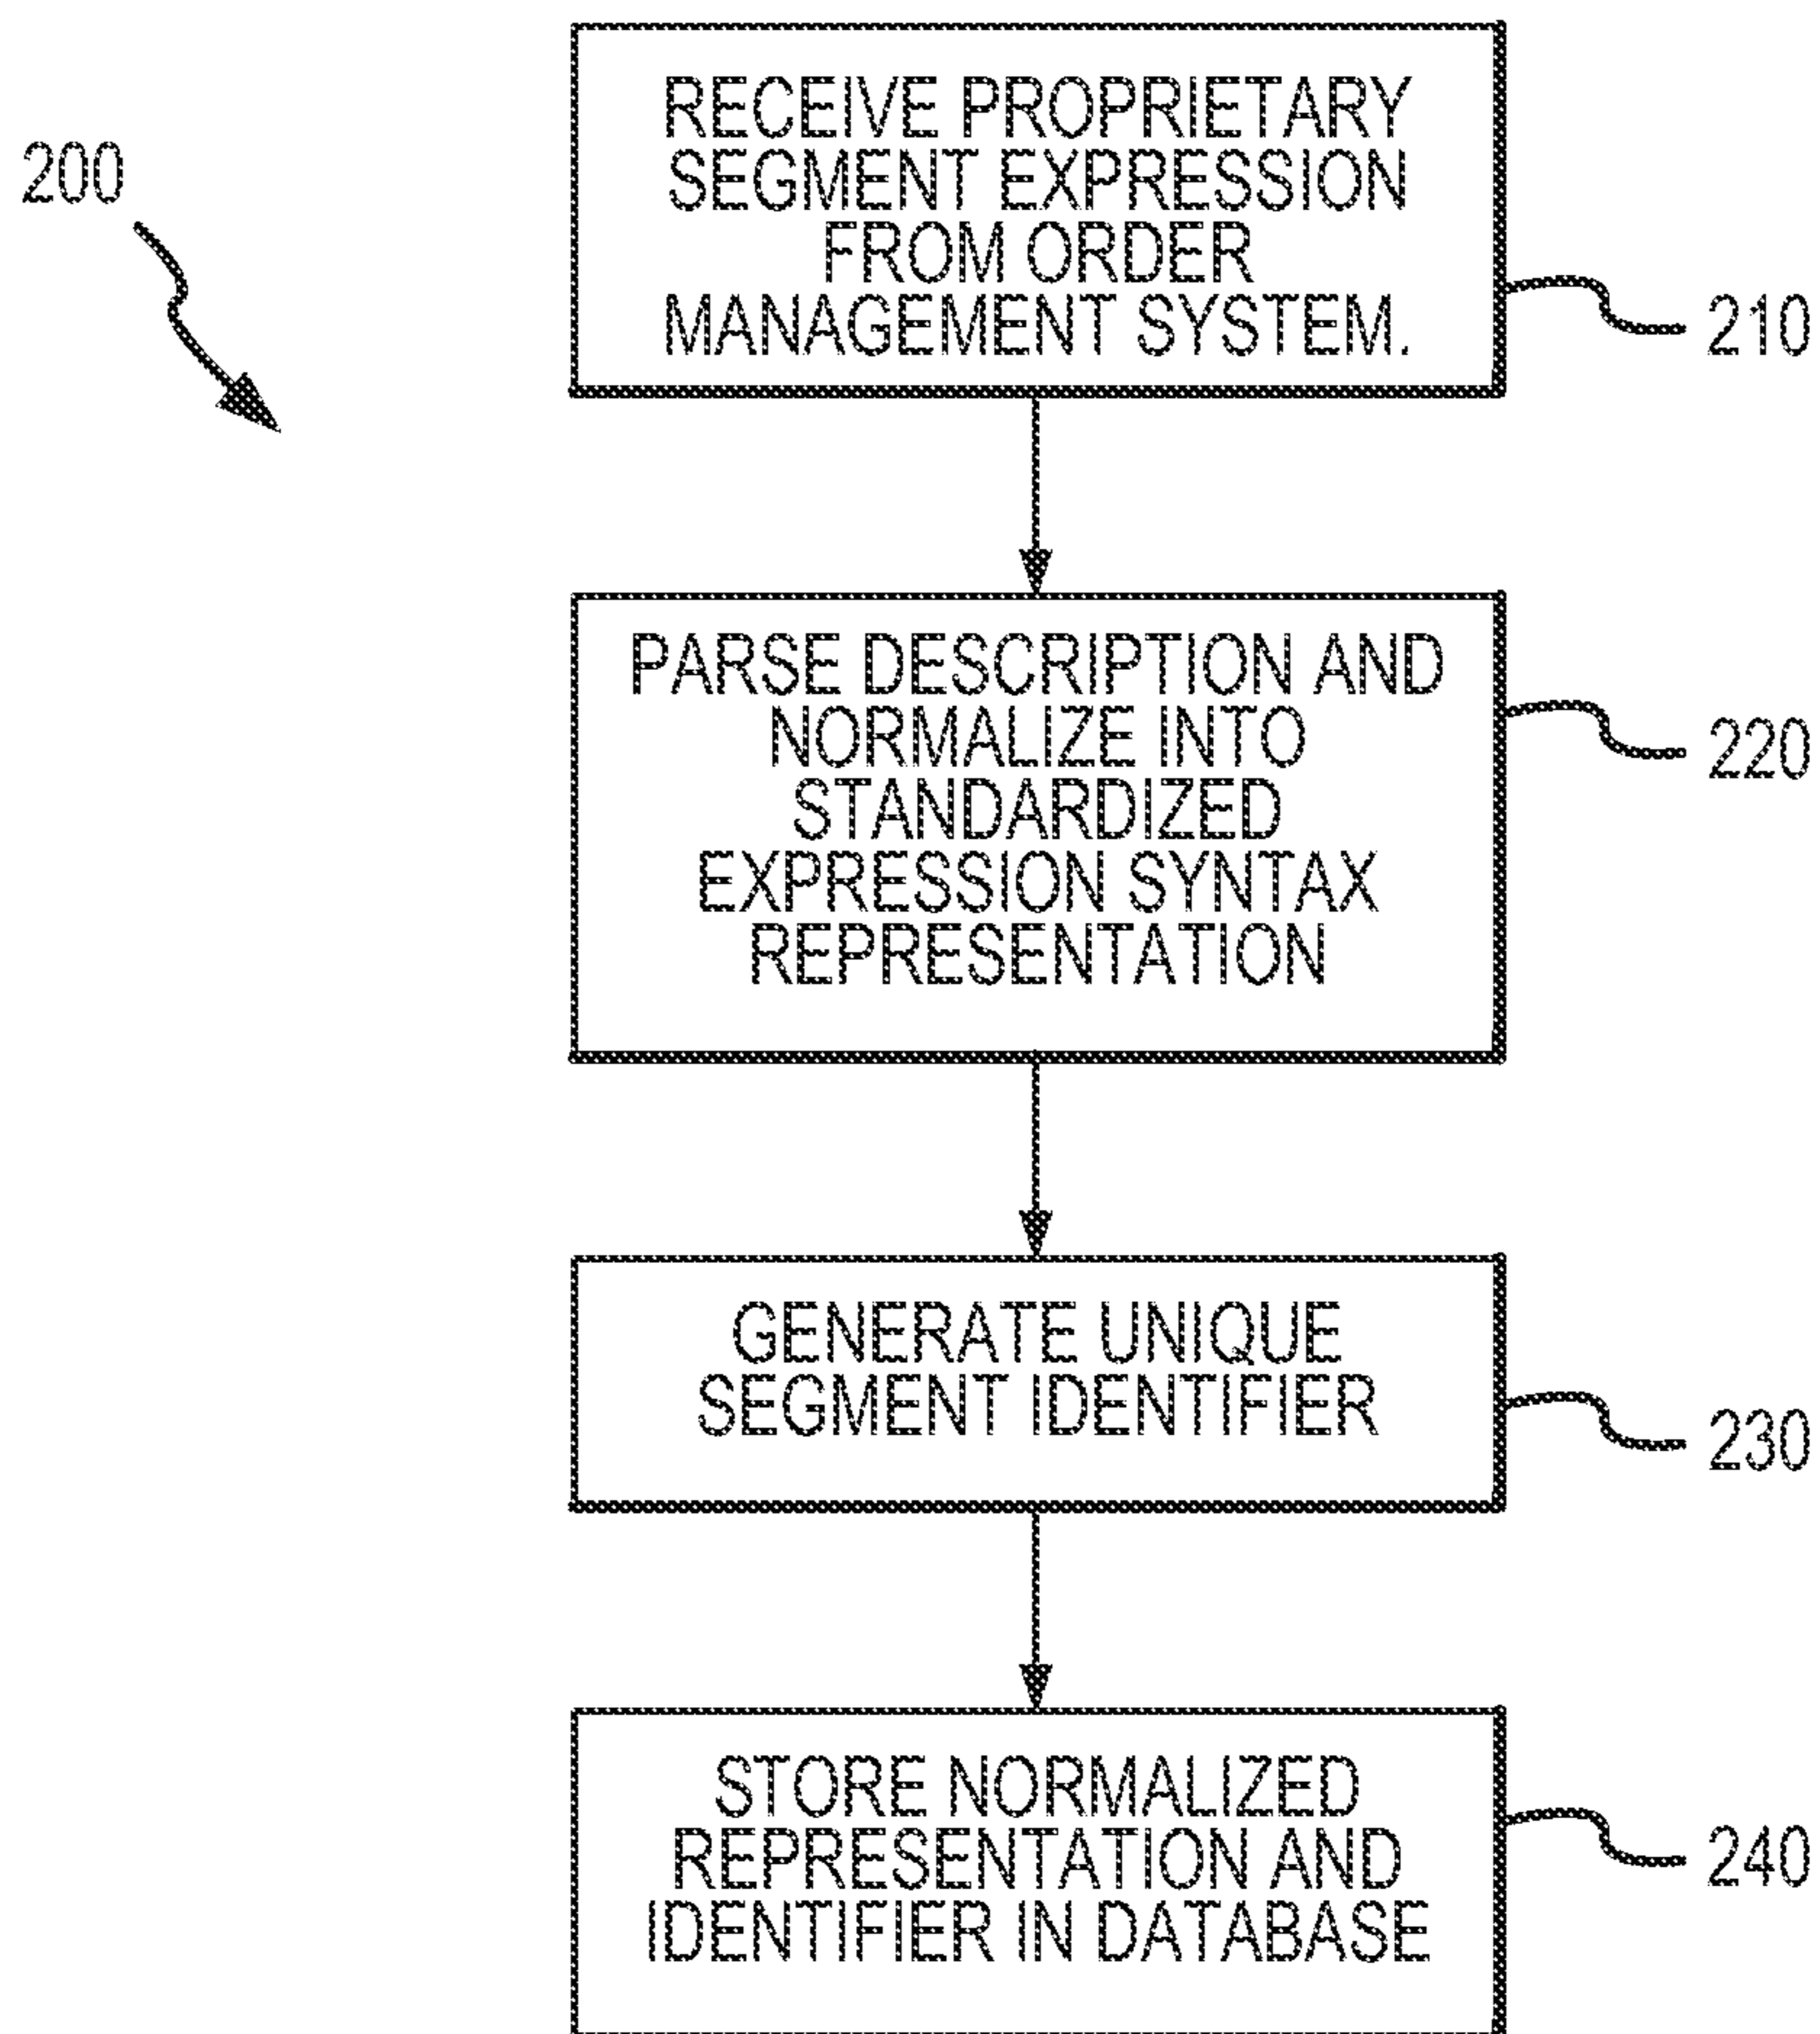 200
RECEIVE PROPRIETARY
SEGMENT EXPRESSION
FROM ORDER
MANAGEMENT SYSTEM.
210
PARSE DESCRIPTION AND
NORMALIZE INTO
STANDARDIZED
EXPRESSION SYNTAX
REPRESENTATION
220
GENERATE UNIQUE
SEGMENT IDENTIFIER
230
STORE NORMALIZED
REPRESENTATION AND
IDENTIFIER IN DATABASE
240